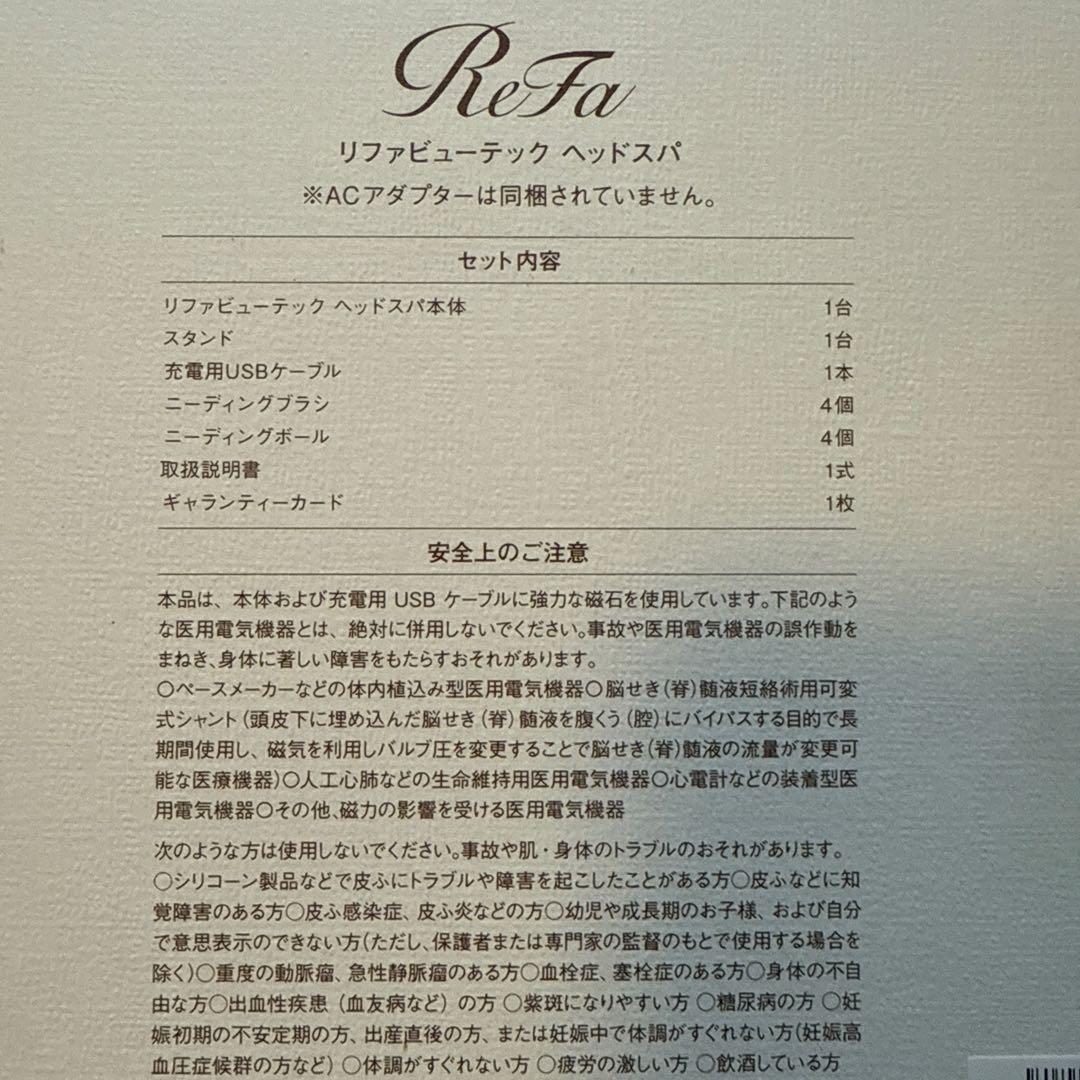 ReFa
リファビューテック ヘッドスパ
※ACアダプターは同梱されていません。
セット内容
リファビューテック ヘッドスパ本体 1台
スタンド 1台
充電用USBケーブル 1本
ニーディングブラシ 4個
ニーディングボール 4個
取扱説明書 1式
ギャランティーカード 1枚
安全上のご注意
本品は、本体および充電用 USB ケーブルに強力な磁石を使用しています。下記のよう
な医用電気機器とは、絶対に併用しないでください。事故や医用電気機器の誤作動を
まねき、身体に著しい障害をもたらすおそれがあります。
○ペースメーカーなどの体内植込み型医用電気機器○脳せき(脊)髄液短絡術用可変
式シャント(頭皮下に埋め込んだ脳せき(脊)髄液を腹くう(腔)にバイパスする目的で長
期間使用し、磁気を利用しバルブ圧を変更することで脳せき(脊)髄液の流量が変更可
能な医療機器)○人工心肺などの生命維持用医用電気機器○心電計などの装着型医
用電気機器○その他、磁力の影響を受ける医用電気機器
次のような方は使用しないでください。事故や肌・身体のトラブルのおそれがあります。
○シリコーン製品などで皮ふにトラブルや障害を起こしたことがある方○皮ふなどに知
覚障害のある方○皮ふ感染症、皮ふ炎などの方○幼児や成長期のお子様、および自分
で意思表示のできない方(ただし、保護者または専門家の監督のもとで使用する場合を
除く)○重度の動脈瘤、急性静脈瘤のある方○血栓症、塞栓症のある方○身体の不自
由な方○出血性疾患(血友病など)の方 ○紫斑になりやすい方 ○糖尿病の方 ○妊
娠初期の不安定期の方、出産直後の方、または妊娠中で体調がすぐれない方(妊娠高
血圧症候群の方など) ○体調がすぐれない方 ○疲労の激しい方 ○飲酒している方